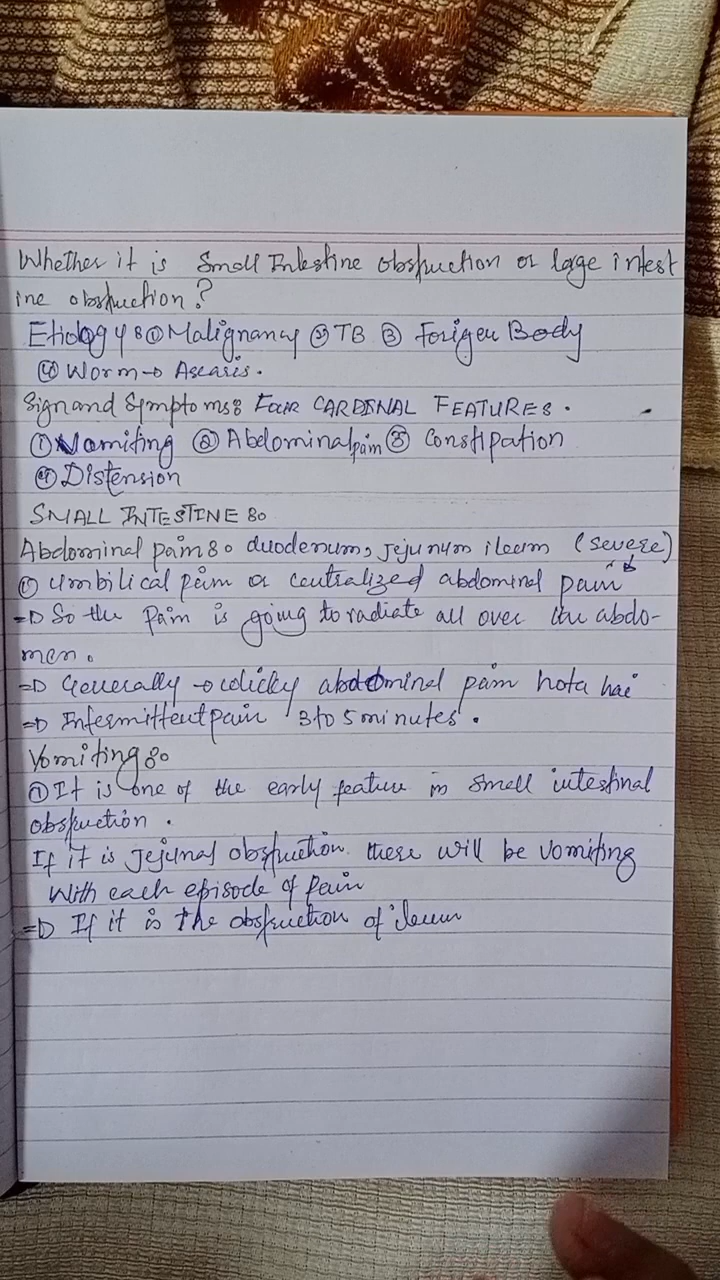 Whether it is Small Intestine obstruction or large intest
ine obstruction?
Etiology: ① Malignancy ② TB ③ Forigeu Body
④ Worm → Ascaris.
Sign and Symptoms: FOUR CARDINAL FEATURES.
① Vomiting ② Abdominal pain ③ Constipation
④ Distension
SMALL INTESTINE :-
Abdominal pain :- duodenum, jejunum ileum (severe)
① Umbilical pain or centralized abdominal pain
⇒ So the pain is going to radiate all over the abdo-
men.
⇒ Generally → colicky abdominal pain hota hai
⇒ Intermittent pain 3 to 5 minutes.
Vomiting :-
① It is one of the early feature in small intestinal
obstruction.
If it is Jejunal obstruction there will be vomiting
With each episode of pain
⇒ If it is the obstruction of ileum